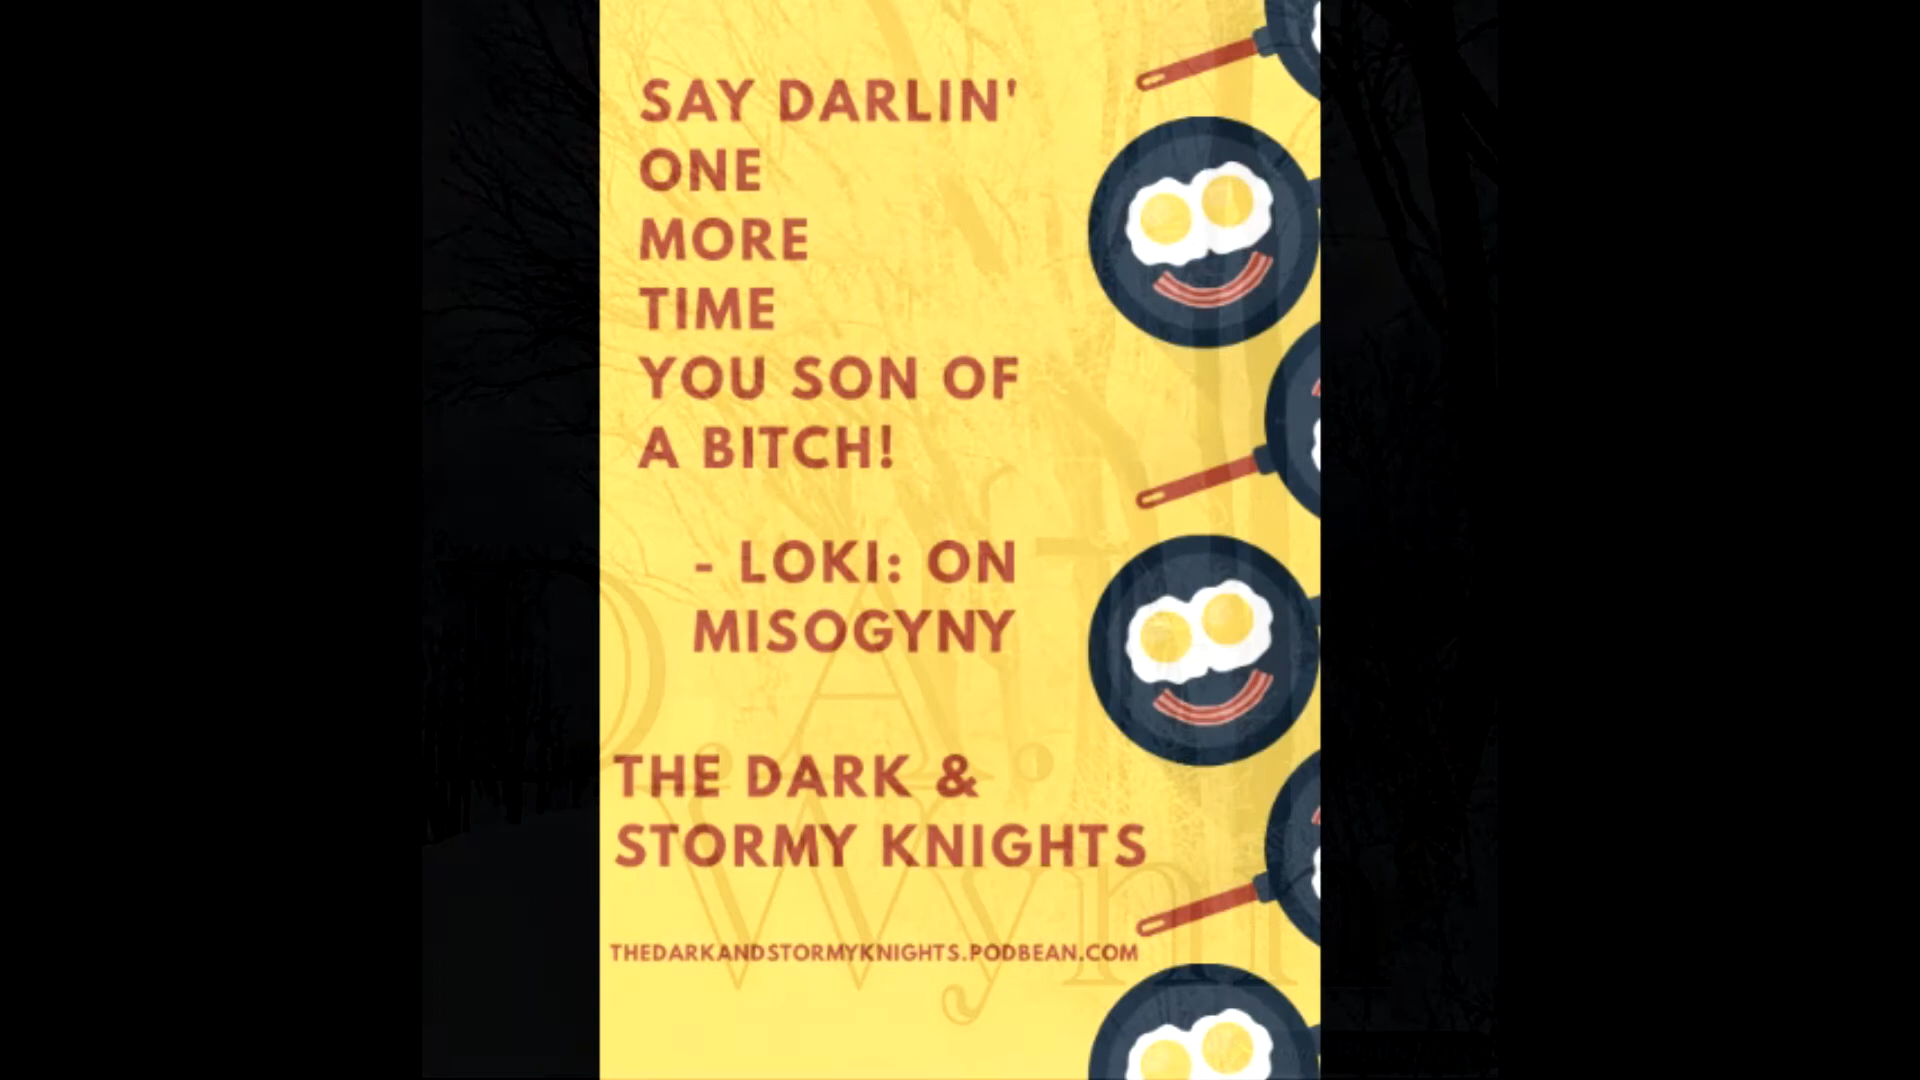 SAY DARLIN'
ONE
MORE
TIME
YOU SON OF
A BITCH!
- LOKI: ON
MISOGYNY
THE DARK &
STORMY KNIGHTS
THEDARKANDSTORMYKNIGHTS.PODBEAN.COM
D.A.
Wynn